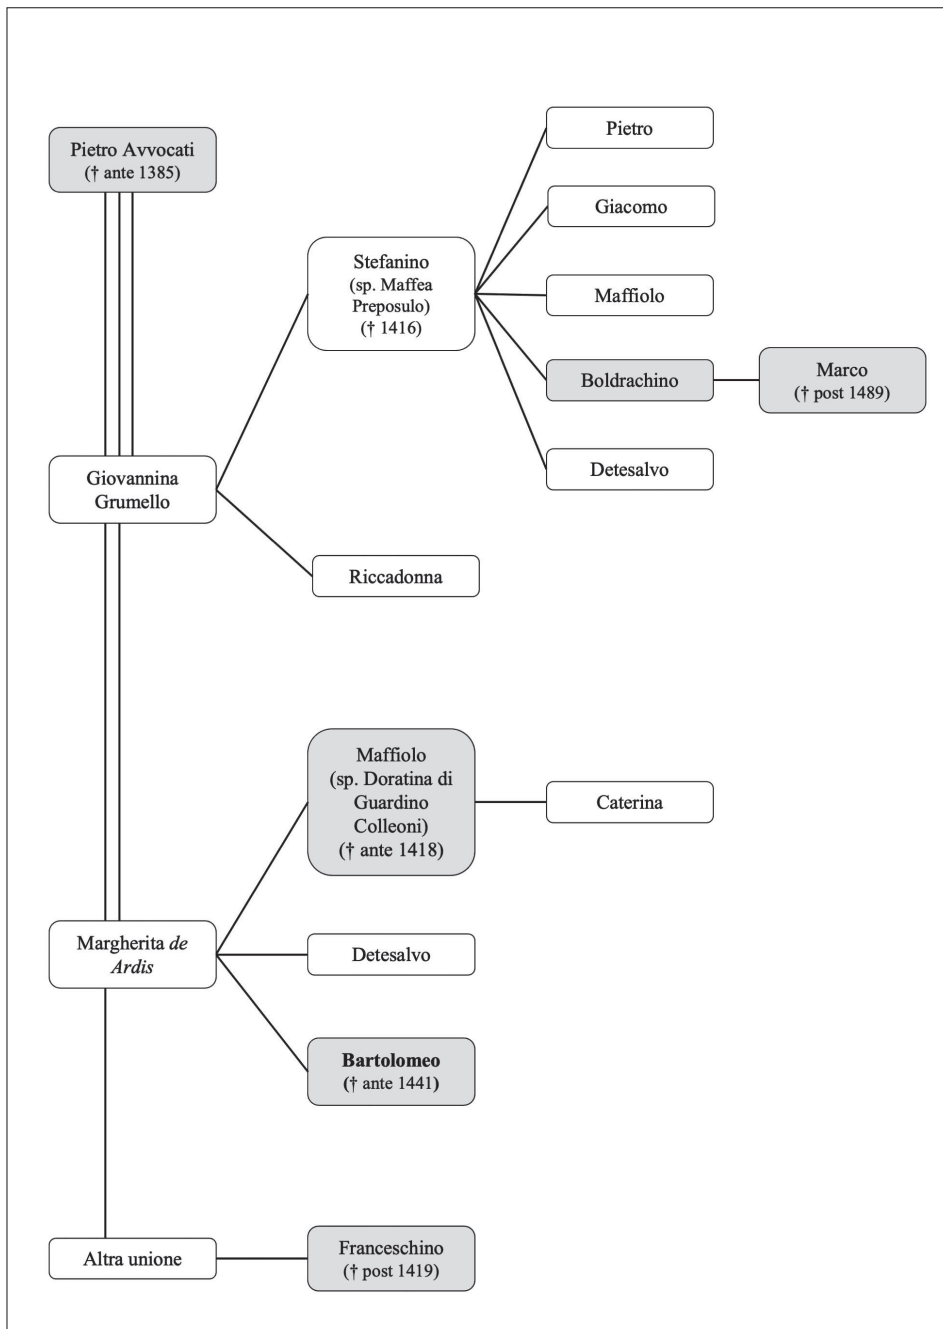 Pietro Avvocati
(† ante 1385)
Giovannina
Grumello
Stefanino
(sp. Maffea
Preposulo)
(† 1416)
Pietro
Giacomo
Maffiolo
Boldrachino
Marco
(† post 1489)
Detesalvo
Riccadonna
Margherita de
Ardis
Maffiolo
(sp. Doratina di
Guardino
Colleoni)
(† ante 1418)
Caterina
Detesalvo
Bartolomeo
(† ante 1441)
Altra unione
Franceschino
(† post 1419)